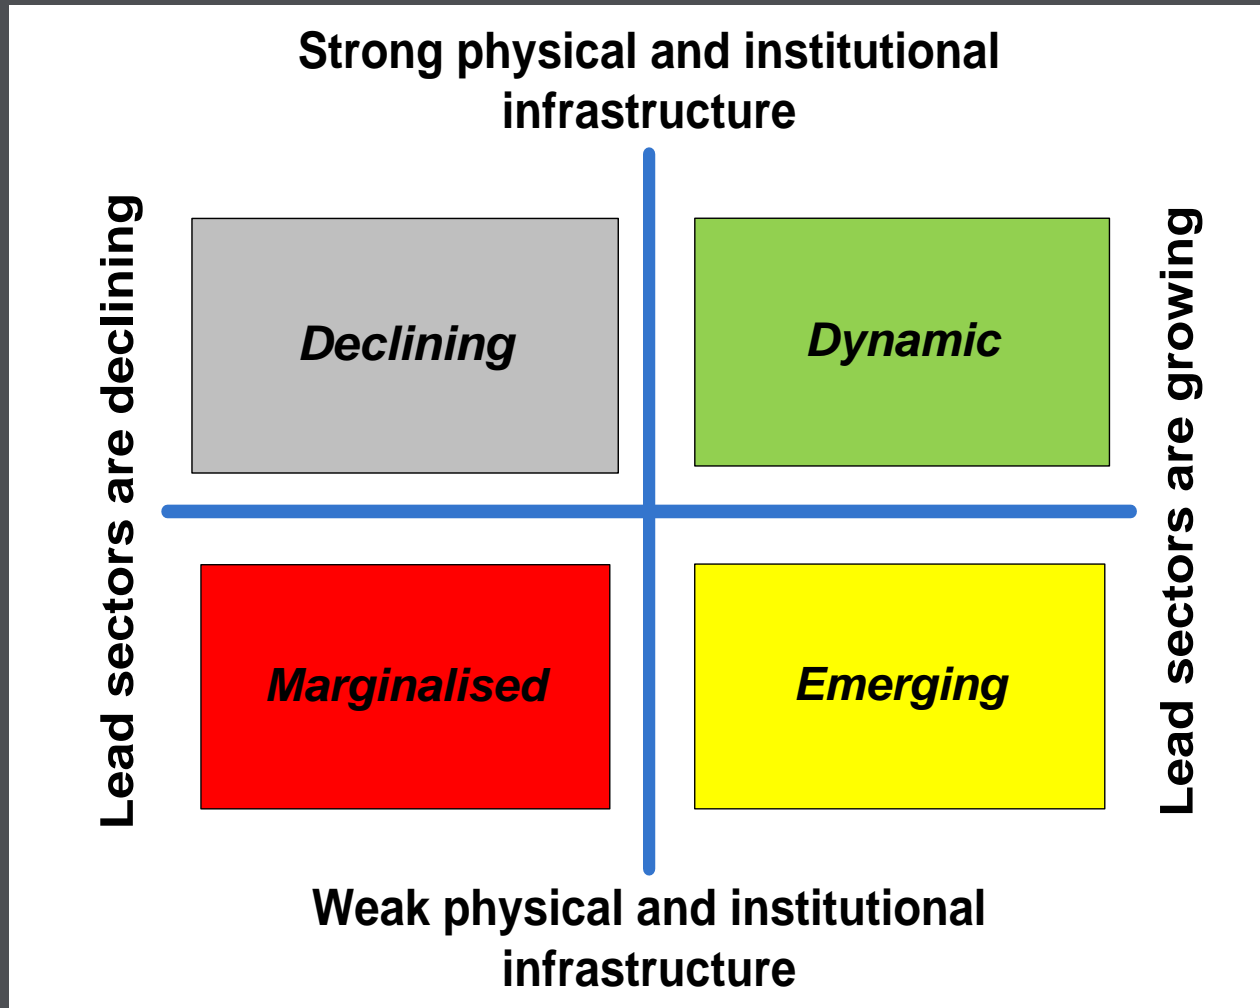 Strong physical and institutional
infrastructure
Lead sectors are declining
Declining
Dynamic
Lead sectors are growing
Marginalised
Emerging
Weak physical and institutional
infrastructure